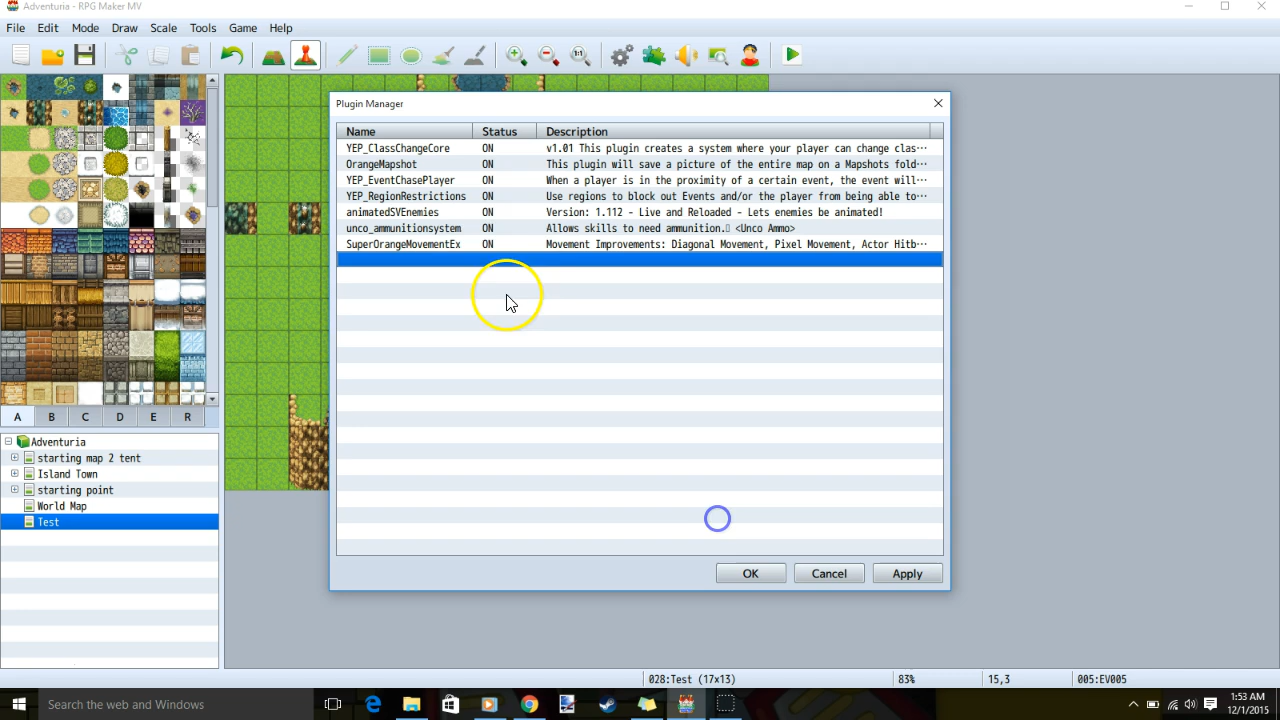 Adventuria - RPG Maker MV
File Edit Mode Draw Scale Tools Game Help
1:1
Plugin Manager
Name Status Description
YEP_ClassChangeCore ON v1.01 This plugin creates a system where your player can change clas···
OrangeMapshot ON This plugin will save a picture of the entire map on a Mapshots fold···
YEP_EventChasePlayer ON When a player is in the proximity of a certain event, the event will···
YEP_RegionRestrictions ON Use regions to block out Events and/or the player from being able to···
animatedSVEnemies ON Version: 1.112 - Live and Reloaded - Lets enemies be animated!
unco_ammunitionsystem ON Allows skills to need ammunition. <Unco Ammo>
SuperOrangeMovementEx ON Movement Improvements: Diagonal Movement, Pixel Movement, Actor Hitb···
A B C D E R
Adventuria
starting map 2 tent
Island Town
starting point
World Map
Test
OK Cancel Apply
028:Test (17x13) 83% 15,3 005:EV005
Search the web and Windows
1:53 AM
12/1/2015